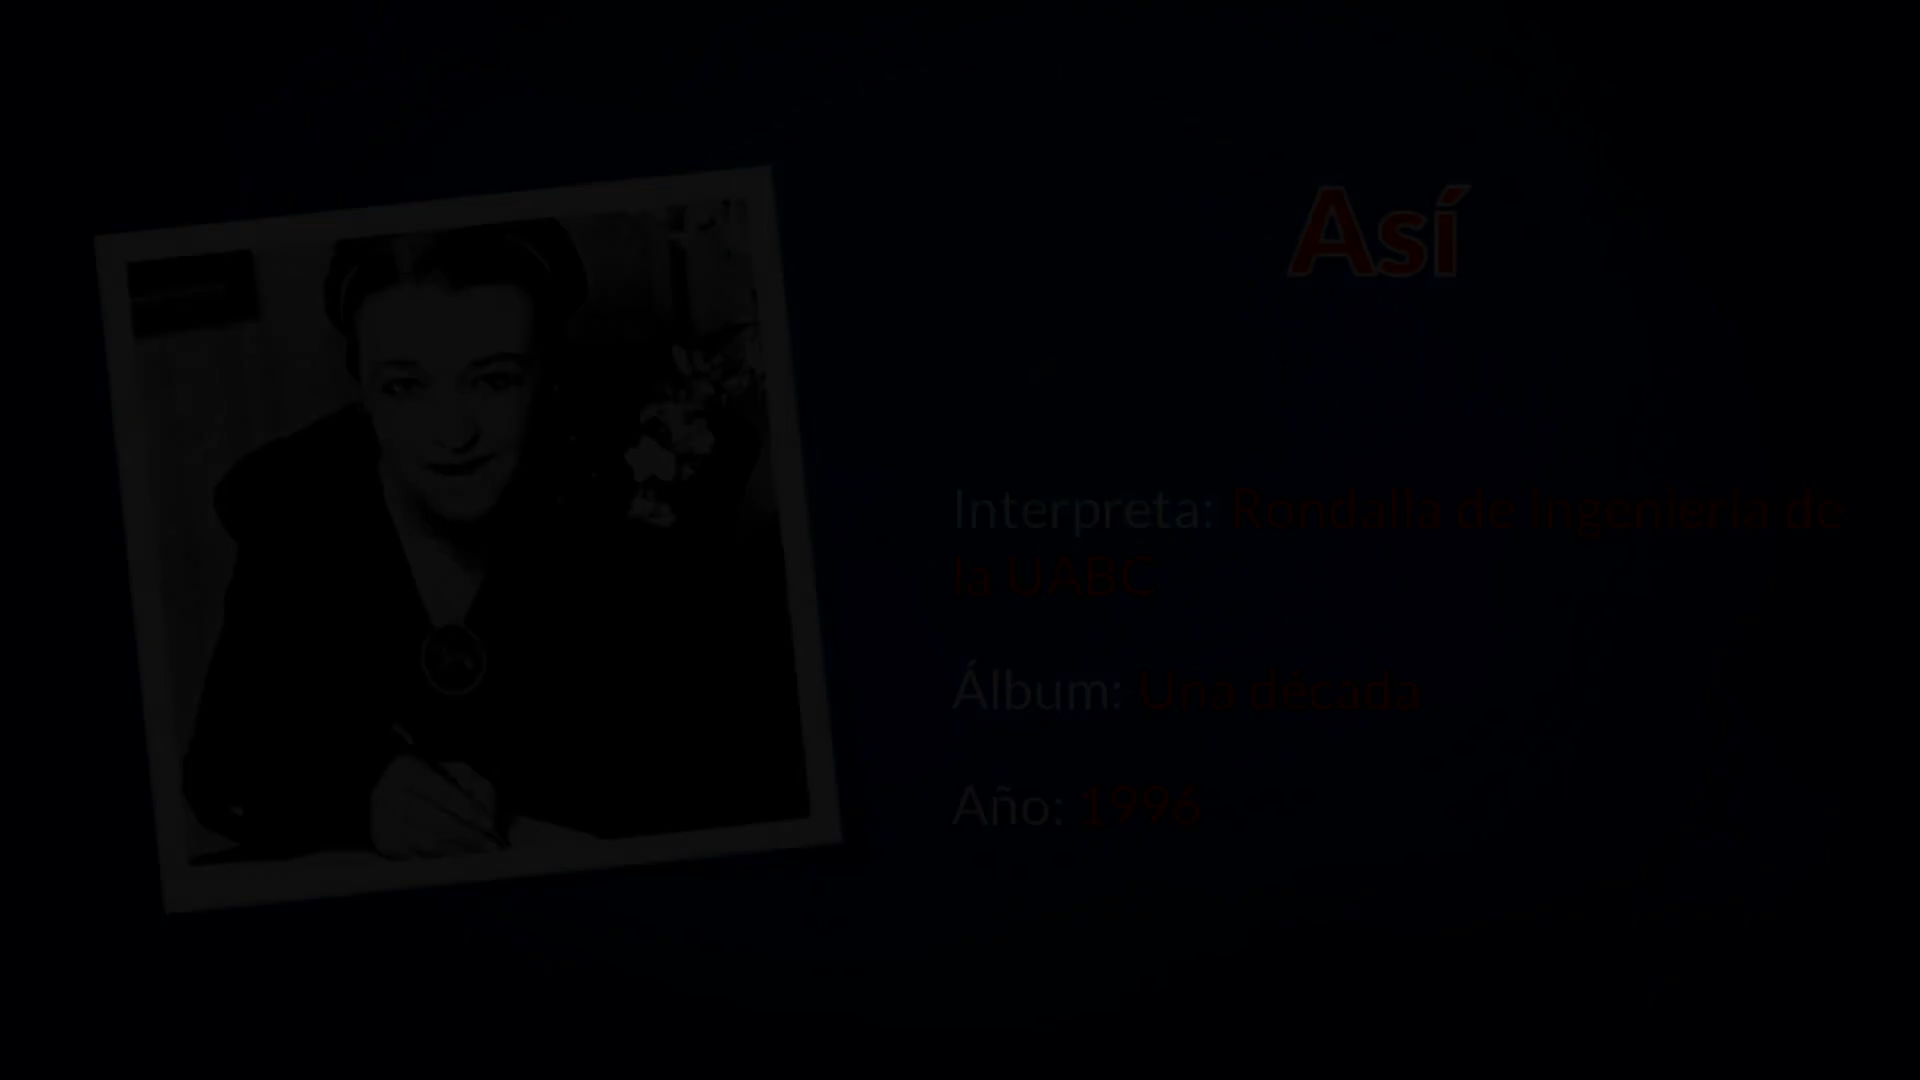 Así
Interpreta: Rondalla de Ingeniería de
la UABC
Álbum: Una década
Año: 1996